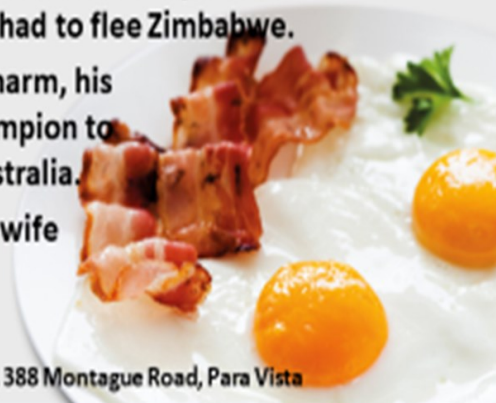 had to flee Zimbabwe.
harm, his
mpion to
stralia.
wife
388 Montague Road, Para Vista